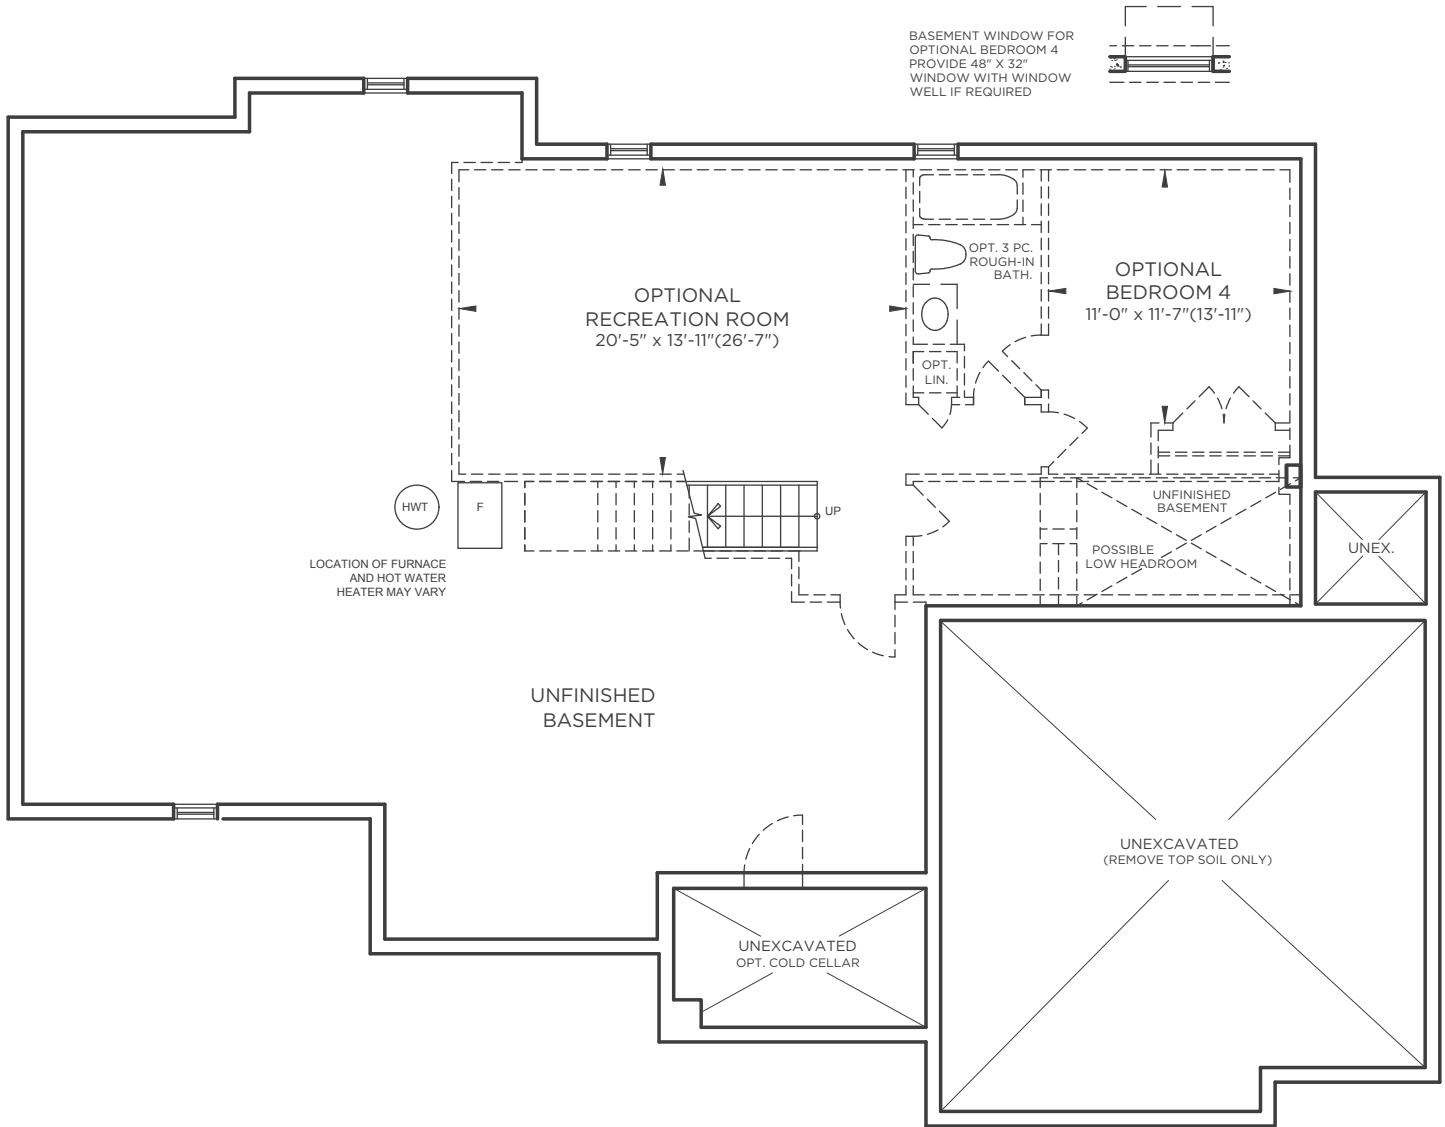 BASEMENT WINDOW FOR
OPTIONAL BEDROOM 4
PROVIDE 48" X 32"
WINDOW WITH WINDOW
WELL IF REQUIRED
OPT. 3 PC.
ROUGH-IN
BATH.
OPTIONAL
BEDROOM 4
11'-0" x 11'-7"(13'-11")
OPTIONAL
RECREATION ROOM
20'-5" x 13'-11"(26'-7")
OPT.
LIN.
HWT
F
UP
UNFINISHED
BASEMENT
POSSIBLE
LOW HEADROOM
UNEX.
LOCATION OF FURNACE
AND HOT WATER
HEATER MAY VARY
UNFINISHED
BASEMENT
UNEXCAVATED
(REMOVE TOP SOIL ONLY)
UNEXCAVATED
OPT. COLD CELLAR